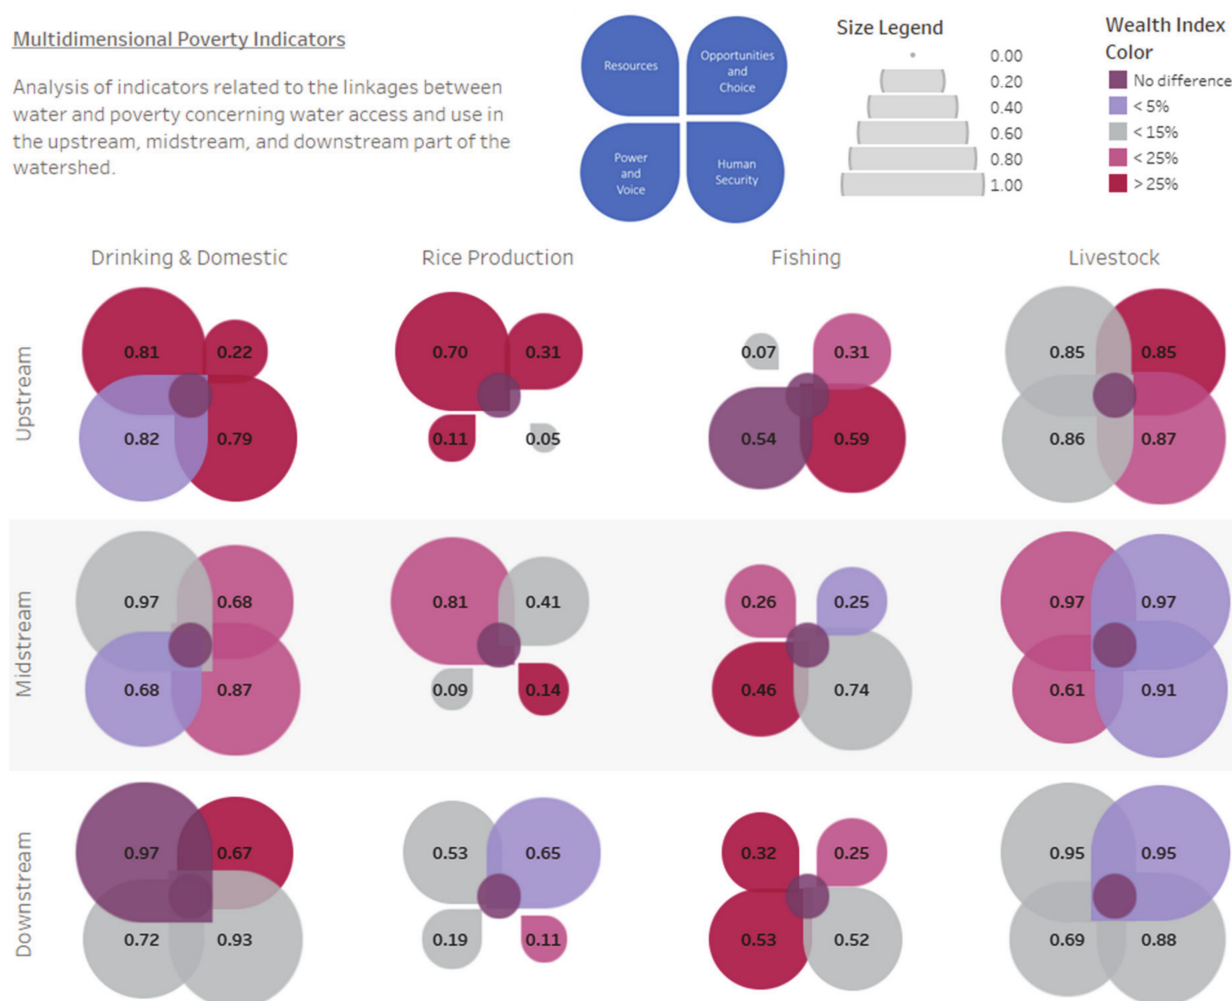 Multidimensional Poverty Indicators
Analysis of indicators related to the linkages between
water and poverty concerning water access and use in
the upstream, midstream, and downstream part of the
watershed.
Resources
Opportunities
and
Choice
Power
and
Voice
Human
Security
Size Legend
0.00
0.20
0.40
0.60
0.80
1.00
Wealth Index
Color
No difference
< 5%
< 15%
< 25%
> 25%
Drinking & Domestic
Rice Production
Fishing
Livestock
Upstream
0.81 0.22 0.70 0.31 0.07 0.31 0.85 0.85
0.82 0.79 0.11 0.05 0.54 0.59 0.86 0.87
Midstream
0.97 0.68 0.81 0.41 0.26 0.25 0.97 0.97
0.68 0.87 0.09 0.14 0.46 0.74 0.61 0.91
Downstream
0.97 0.67 0.53 0.65 0.32 0.25 0.95 0.95
0.72 0.93 0.19 0.11 0.53 0.52 0.69 0.88